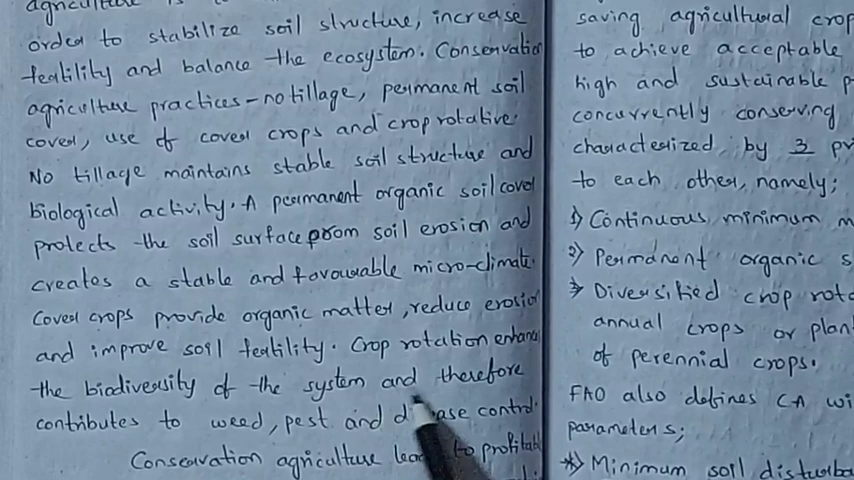 agriculture is
order to stabilize soil structure, increase
fertility and balance the ecosystem. Conservation
agriculture practices - no tillage, permanent soil
cover, use of cover crops and crop rotative.
No tillage maintains stable soil structure and
biological activity. A permanent organic soil cover
protects the soil surface from soil erosion and
creates a stable and favourable micro-climate.
Cover crops provide organic matter, reduce erosion
and improve soil fertility. Crop rotation enhance
the biodiversity of the system and therefore
contributes to weed, pest and disease control.
Conservation agriculture lead to profitabl
saving agricultural crop
to achieve acceptable
high and sustainable p
concurrently conserving
characterized by 3 pr
to each other, namely;
1) Continuous minimum m
2) Permanent organic s
3) Diversified crop rota
annual crops or plan
of perennial crops.
FAO also defines CA wi
parameters;
*) Minimum soil disturba